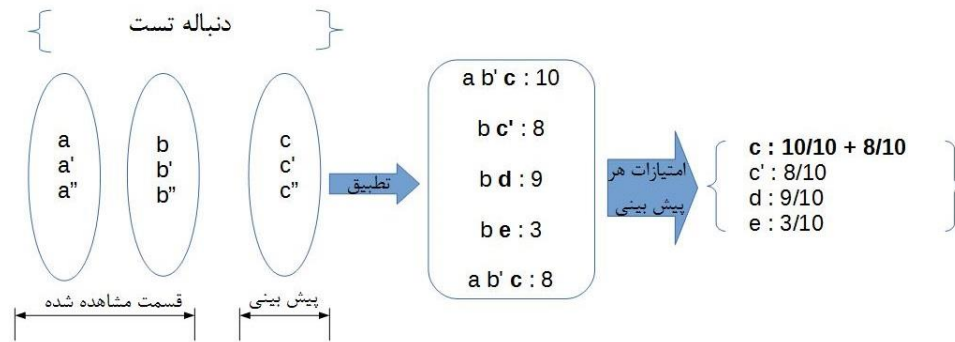 دنباله تست
a
a'
a"
b
b'
b"
c
c'
c"
قسمت مشاهده شده
پیش بینی
تطبیق
a b' c : 10
b c' : 8
b d : 9
b e : 3
a b' c : 8
امتیازات هر
پیش بینی
c : 10/10 + 8/10
c' : 8/10
d : 9/10
e : 3/10